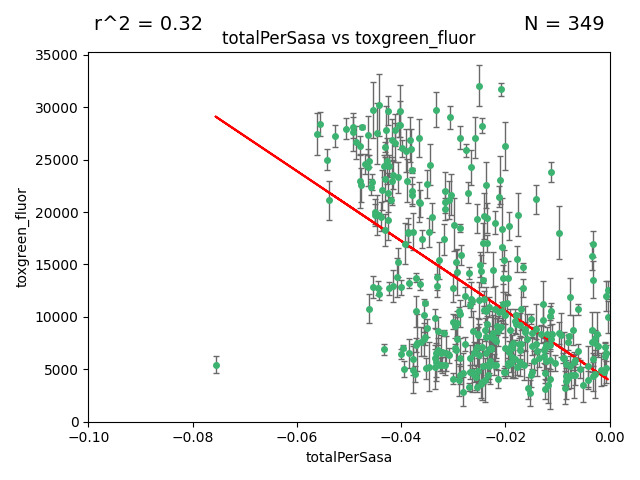 r^2 = 0.32
N = 349
totalPerSasa vs toxgreen_fluor
35000
30000
25000
20000
15000
10000
5000
0
toxgreen_fluor
−0.10
−0.08
−0.06
−0.04
−0.02
0.00
totalPerSasa